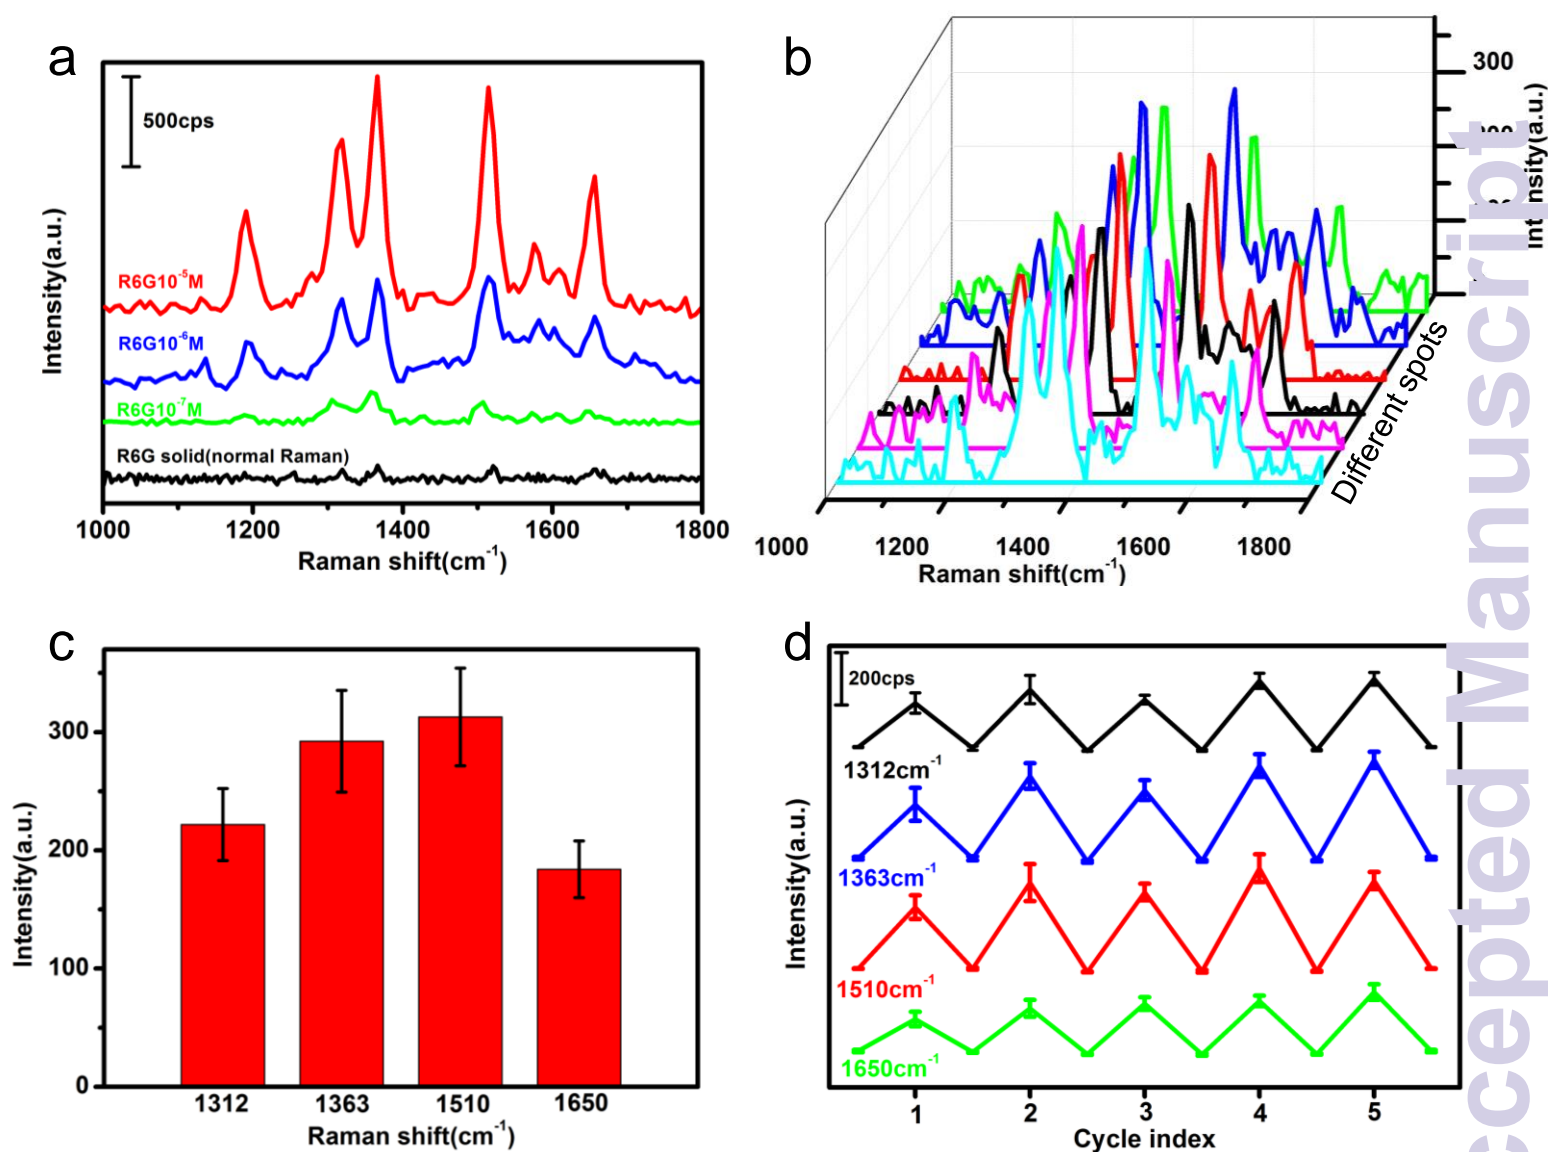 a
500cps
R6G10⁻⁵M
R6G10⁻⁶M
R6G10⁻⁷M
R6G solid(normal Raman)
Intensity(a.u.)
1000 1200 1400 1600 1800
Raman shift(cm⁻¹)
b
300
Different spots
1000 1200 1400 1600 1800
Raman shift(cm⁻¹)
c
300
200
100
0
Intensity(a.u.)
1312 1363 1510 1650
Raman shift(cm⁻¹)
d
200cps
1312cm⁻¹
1363cm⁻¹
1510cm⁻¹
1650cm⁻¹
Intensity(a.u.)
1 2 3 4 5
Cycle index
Manuscript